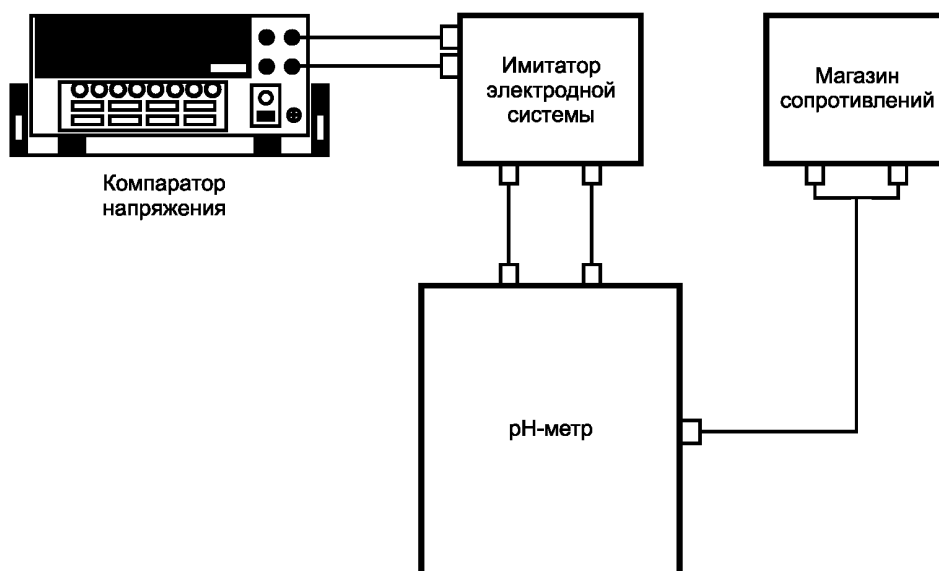 Имитатор
электродной
системы
Магазин
сопротивлений
Компаратор
напряжения
pH-метр